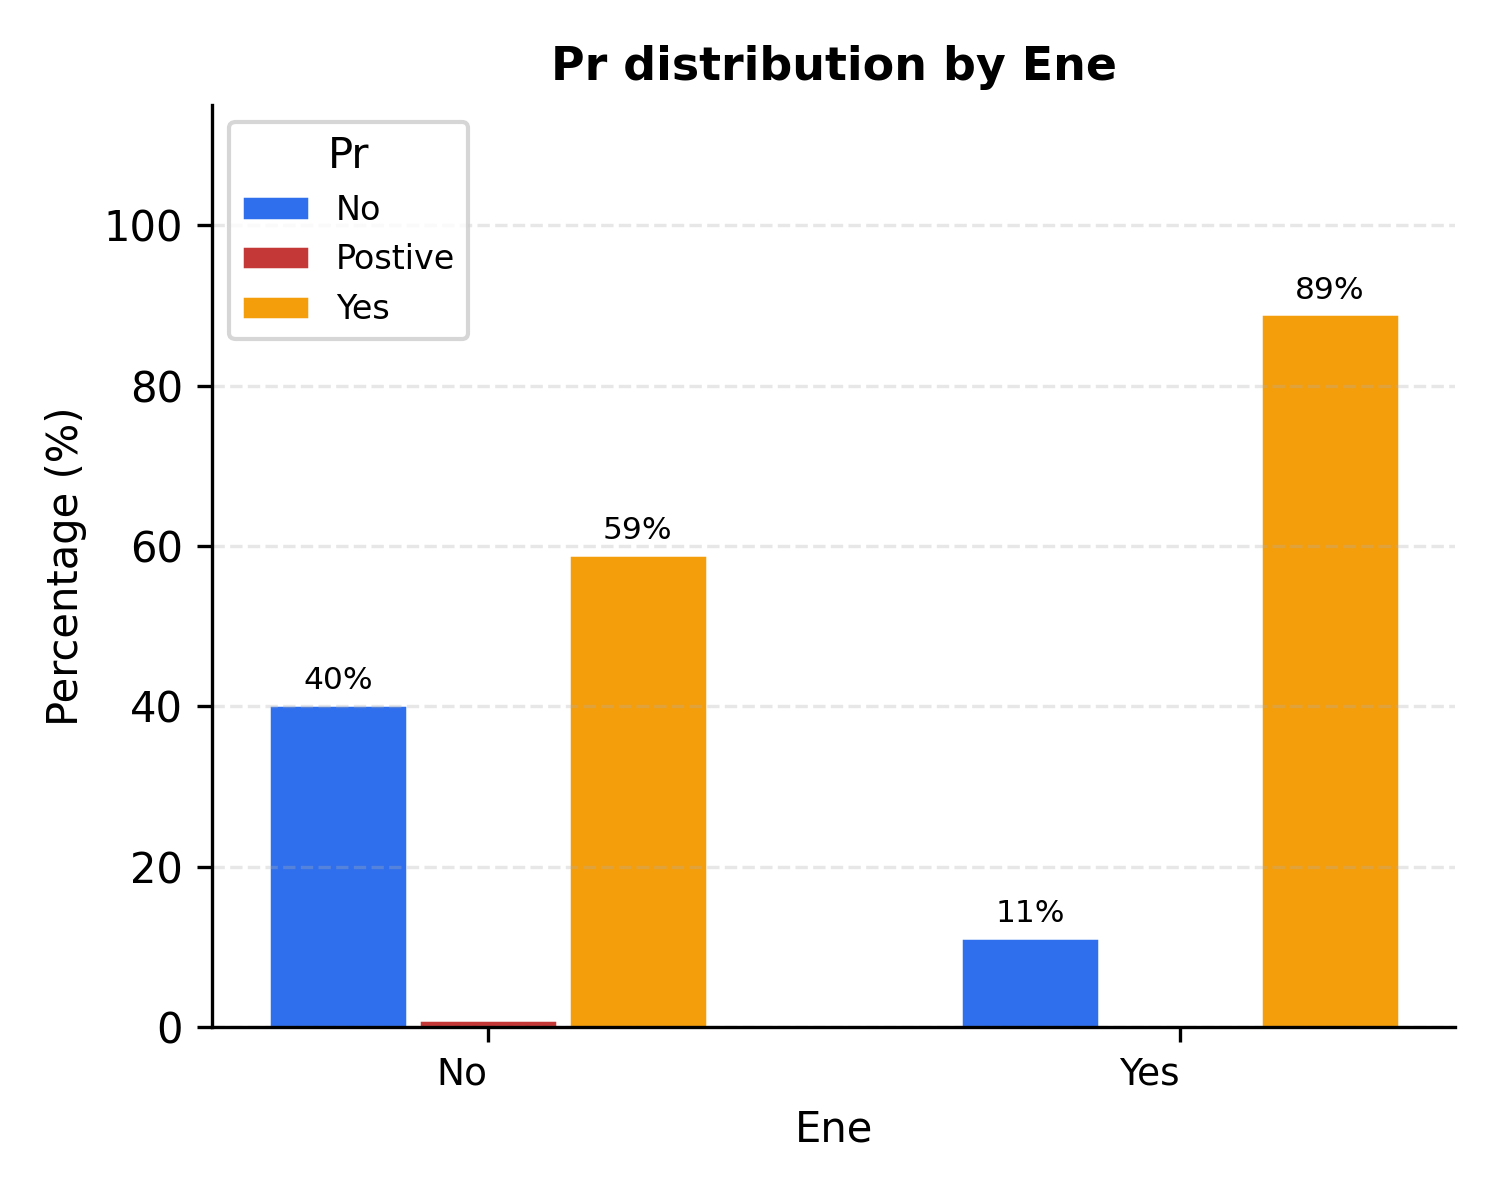 Pr distribution by Ene
Pr
No
Postive
Yes
Percentage (%)
100
80
60
40
20
0
40%
59%
11%
89%
No
Yes
Ene